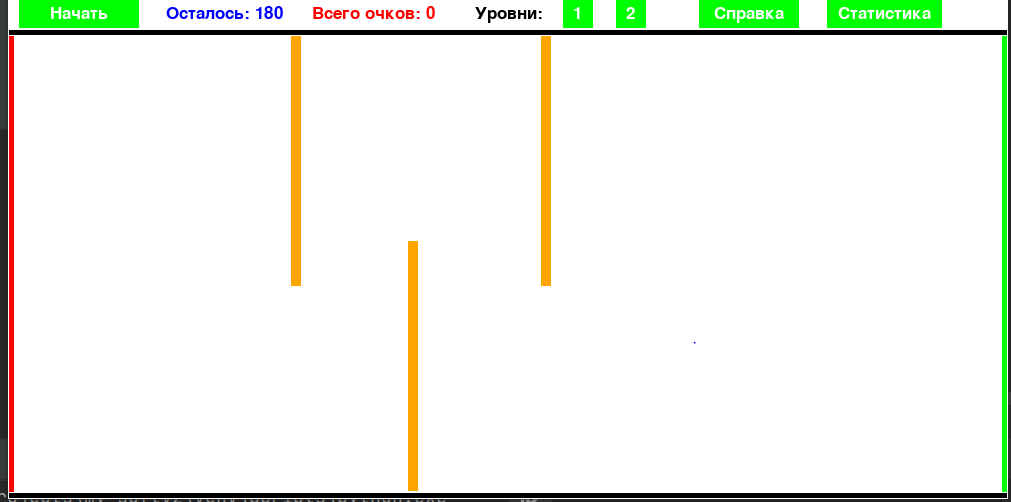 Начать Осталось: 180 Всего очков: 0 Уровни: 1 2 Справка Статистика